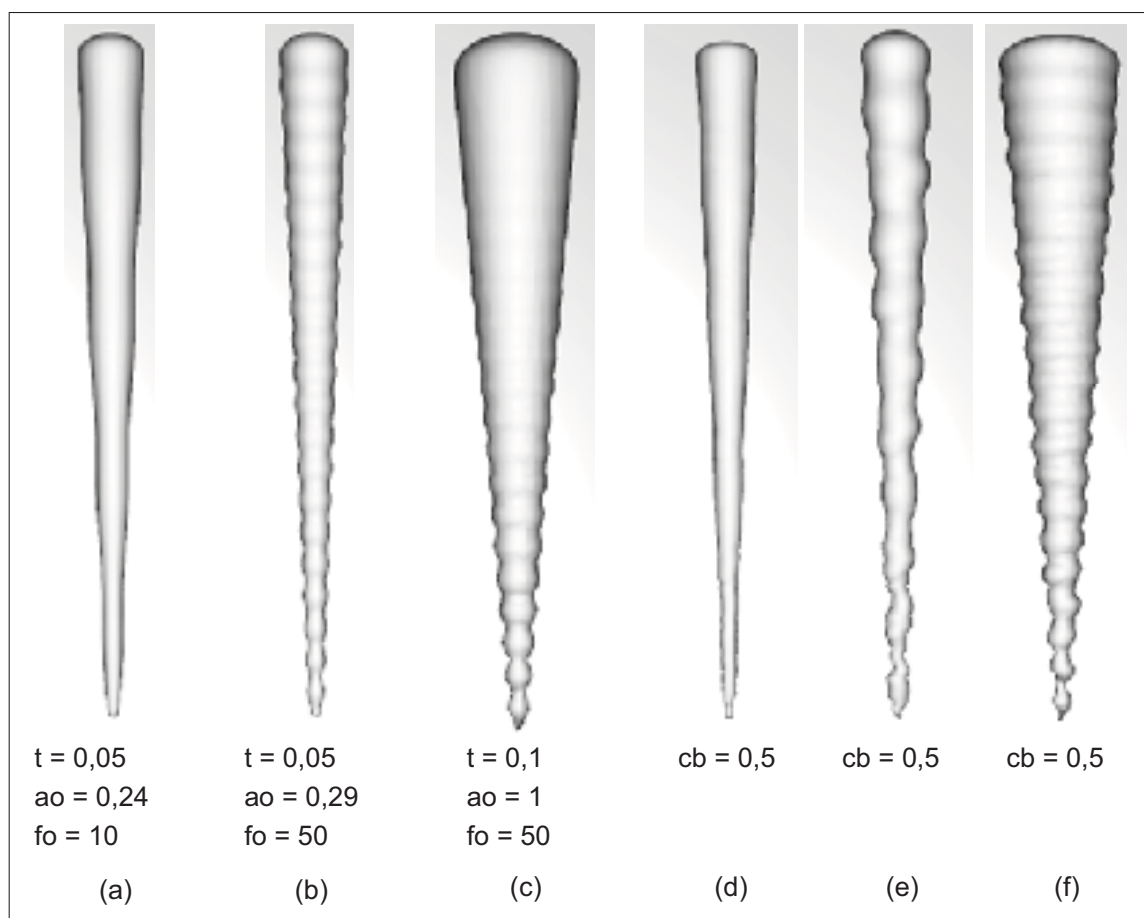 t = 0,05 t = 0,05 t = 0,1 cb = 0,5 cb = 0,5 cb = 0,5
ao = 0,24 ao = 0,29 ao = 1
fo = 10 fo = 50 fo = 50
(a) (b) (c) (d) (e) (f)